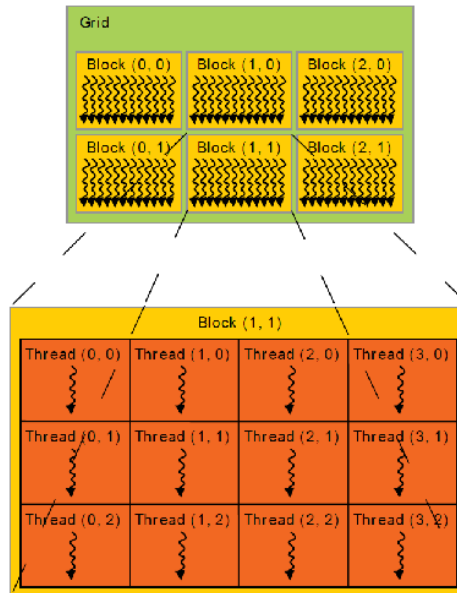 Grid
Block (0, 0) Block (1, 0) Block (2, 0)
Block (0, 1) Block (1, 1) Block (2, 1)
Block (1, 1)
Thread (0, 0) Thread (1, 0) Thread (2, 0) Thread (3, 0)
Thread (0, 1) Thread (1, 1) Thread (2, 1) Thread (3, 1)
Thread (0, 2) Thread (1, 2) Thread (2, 2) Thread (3, 2)